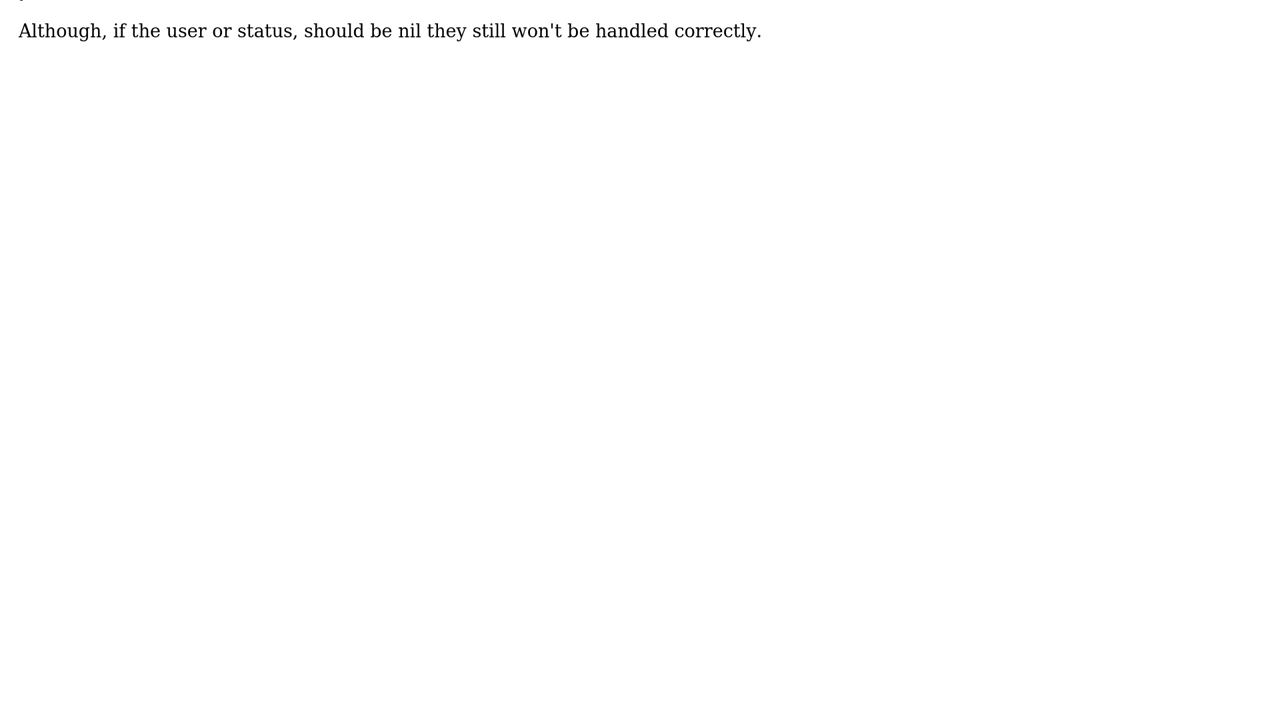 Although, if the user or status, should be nil they still won't be handled correctly.